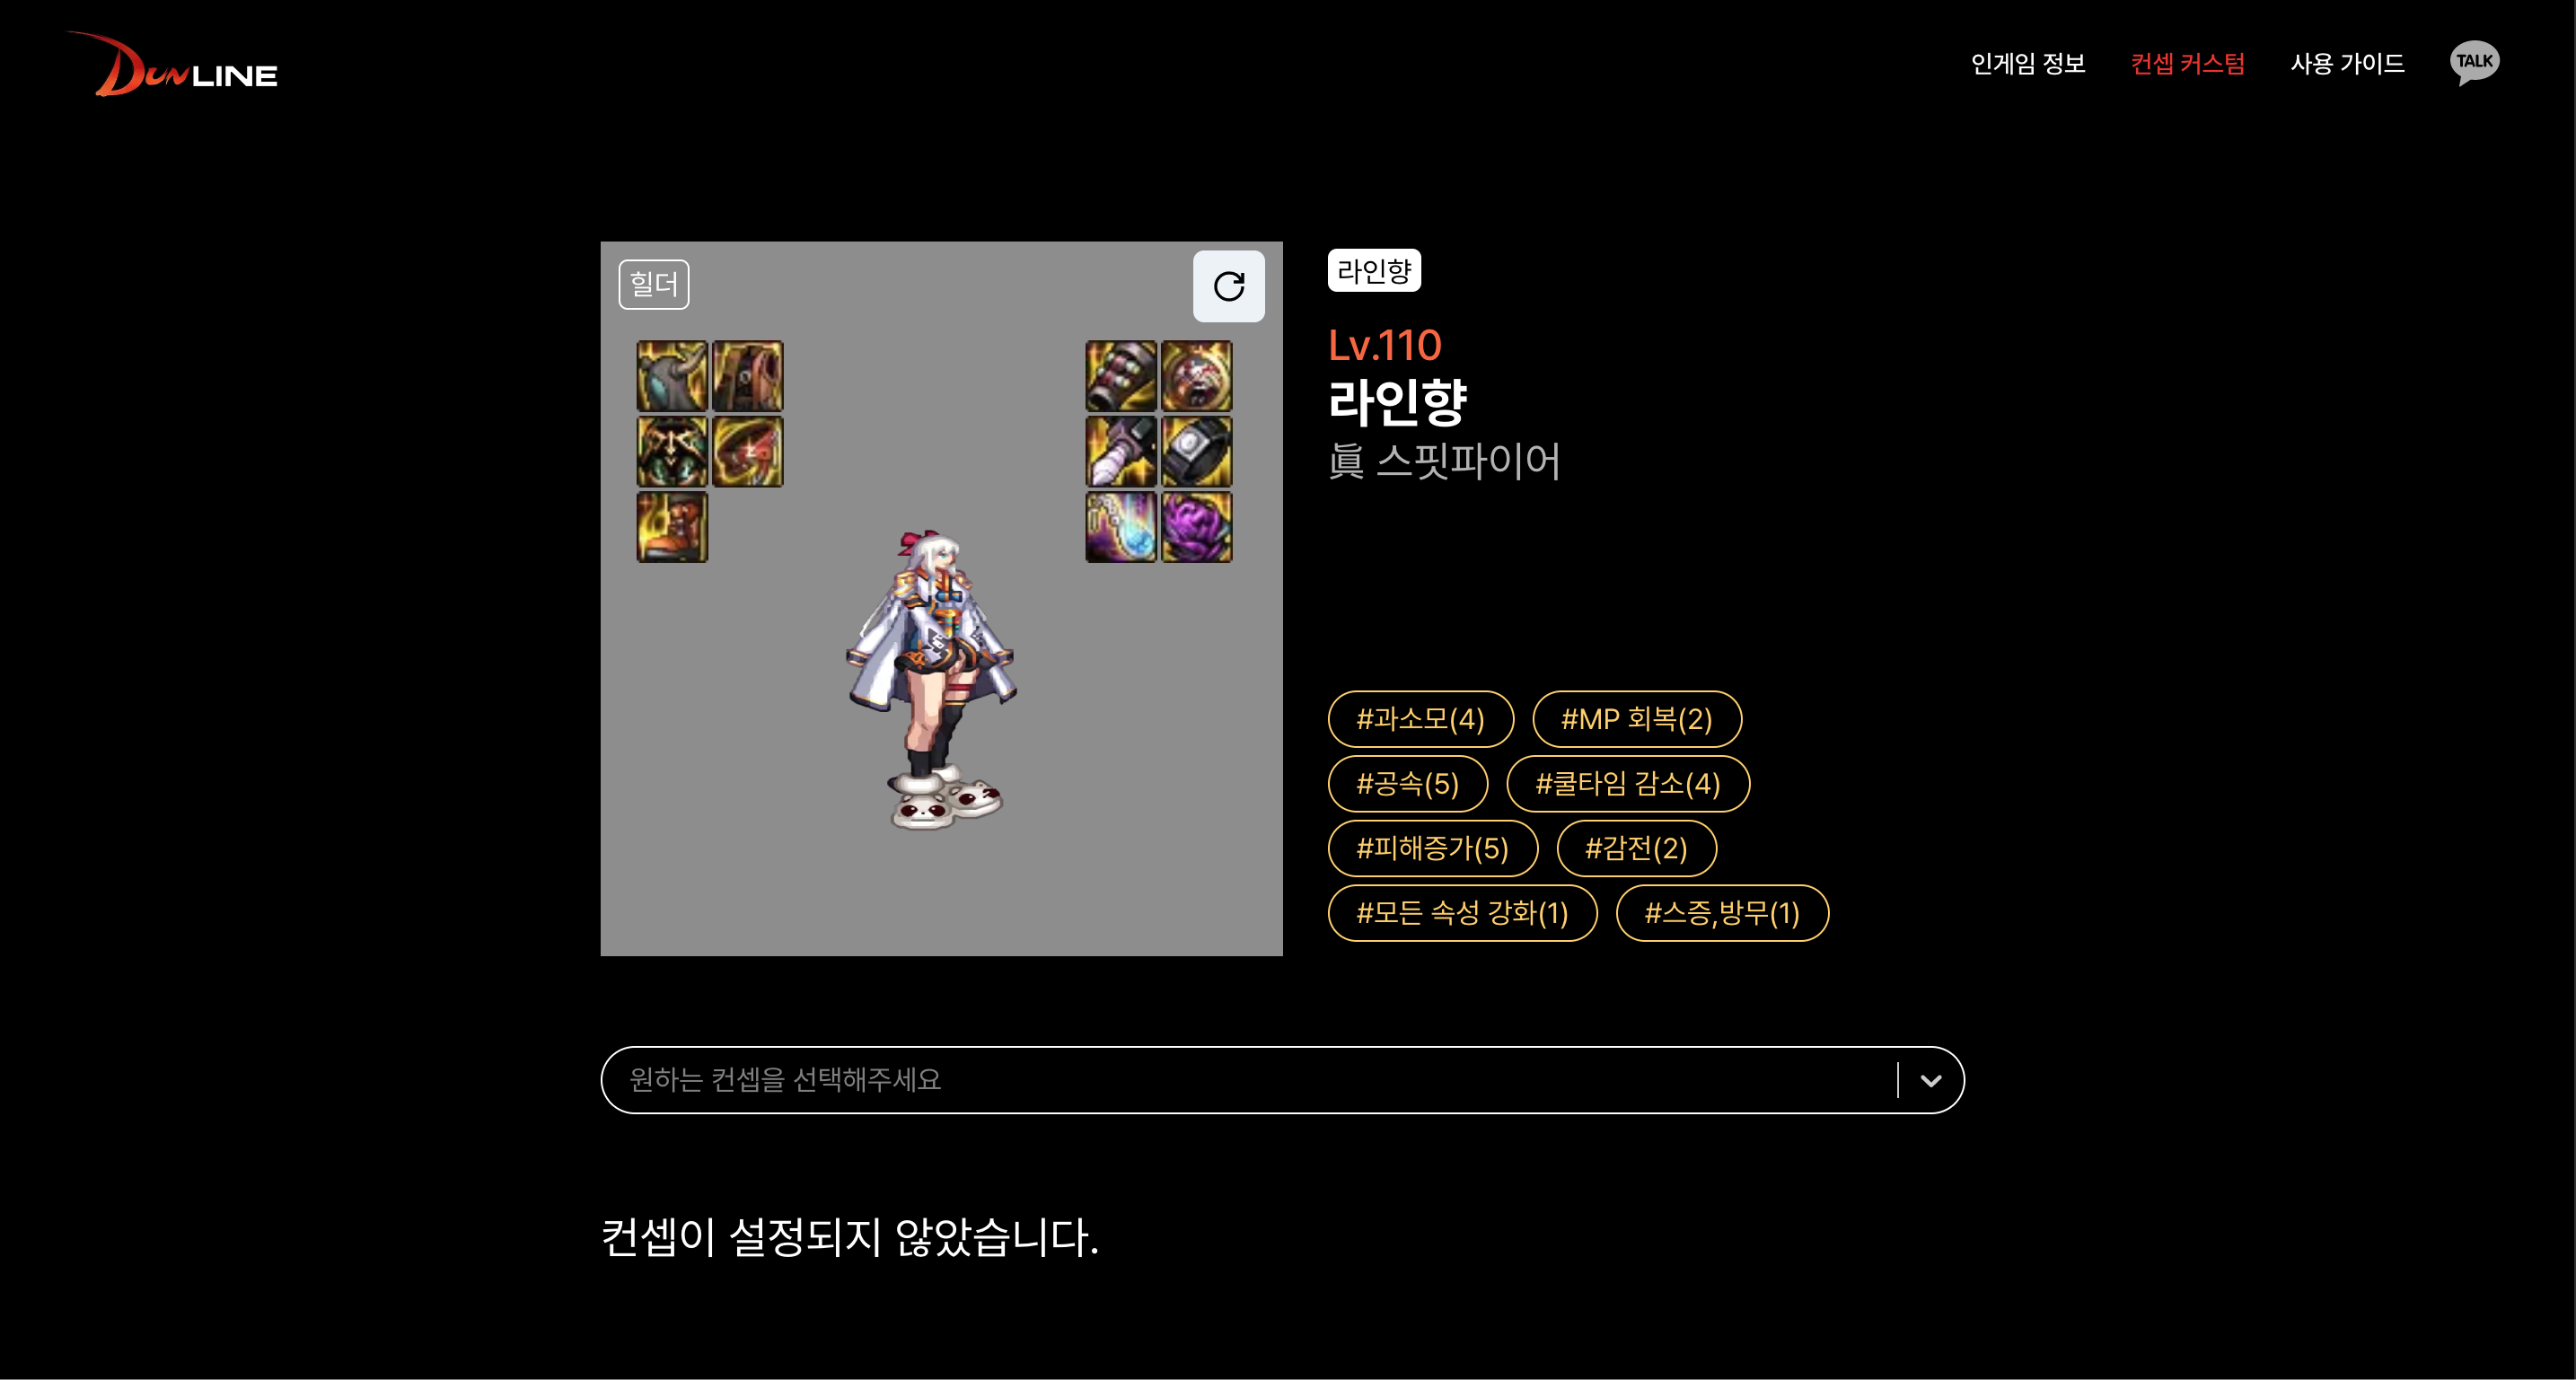 DUNLINE
인게임 정보 컨셉 커스텀 사용 가이드 TALK
힐더
라인향
Lv.110
라인향
眞 스핏파이어
#과소모(4) #MP 회복(2)
#공속(5) #쿨타임 감소(4)
#피해증가(5) #감전(2)
#모든 속성 강화(1) #스증,방무(1)
원하는 컨셉을 선택해주세요
컨셉이 설정되지 않았습니다.